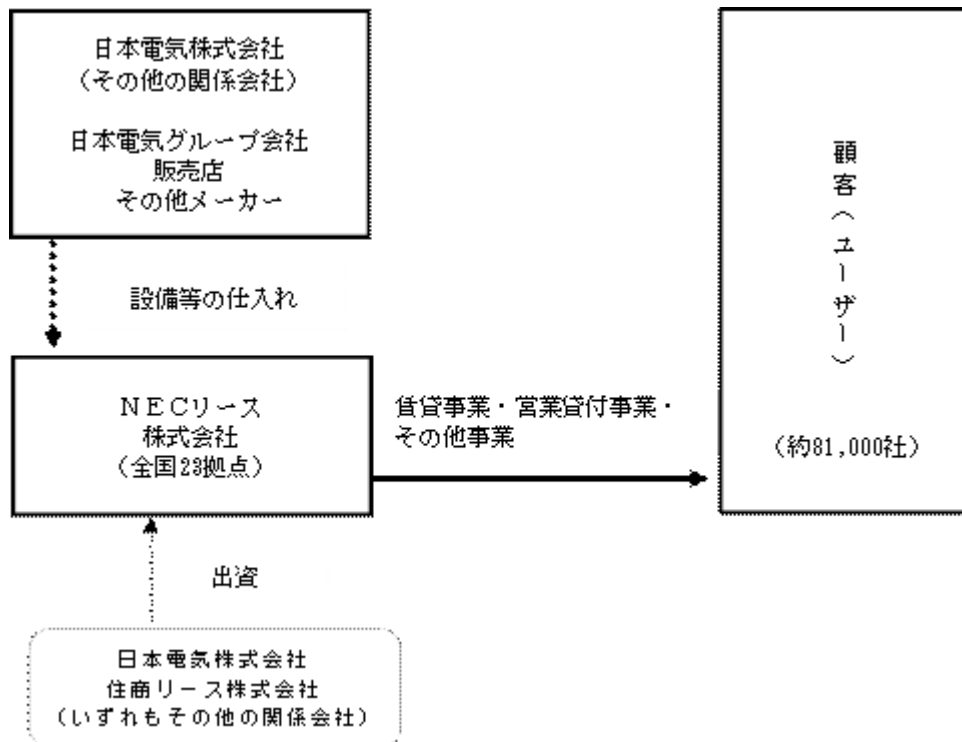 日本電気株式会社
（その他の関係会社）
日本電気グループ会社
販売店
その他メーカー
設備等の仕入れ
ＮＥＣリース
株式会社
（全国23拠点）
賃貸事業・営業貸付事業・
その他事業
顧客（ユーザー）
（約81,000社）
出資
日本電気株式会社
住商リース株式会社
（いずれもその他の関係会社）